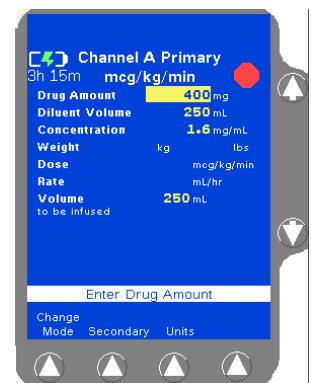 Channel A Primary
3h 15m mcg/kg/min
Drug Amount 400 mg
Diluent Volume 250 mL
Concentration 1.6 mg/mL
Weight kg lbs
Dose mcg/kg/min
Rate mL/hr
Volume 250 mL
to be infused
Enter Drug Amount
Change
Mode Secondary Units